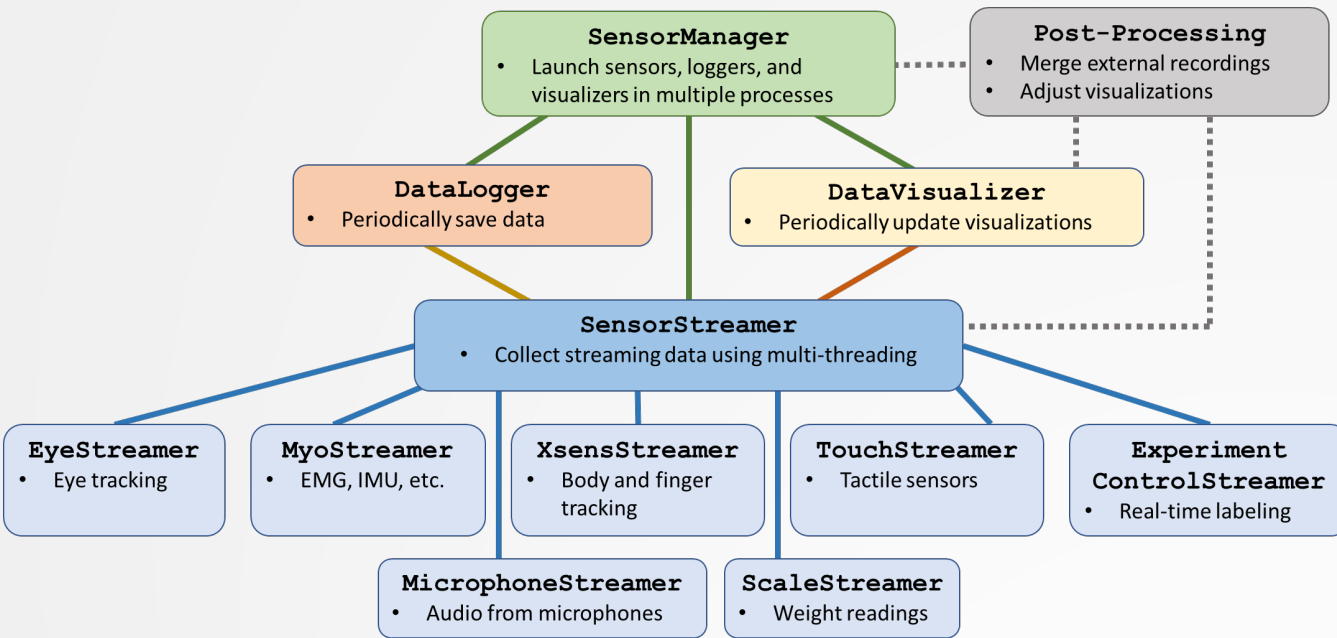 SensorManager
• Launch sensors, loggers, and
visualizers in multiple processes
Post-Processing
• Merge external recordings
• Adjust visualizations
DataLogger
• Periodically save data
DataVisualizer
• Periodically update visualizations
SensorStreamer
• Collect streaming data using multi-threading
EyeStreamer
• Eye tracking
MyoStreamer
• EMG, IMU, etc.
XsensStreamer
• Body and finger
tracking
TouchStreamer
• Tactile sensors
Experiment
ControlStreamer
• Real-time labeling
MicrophoneStreamer
• Audio from microphones
ScaleStreamer
• Weight readings